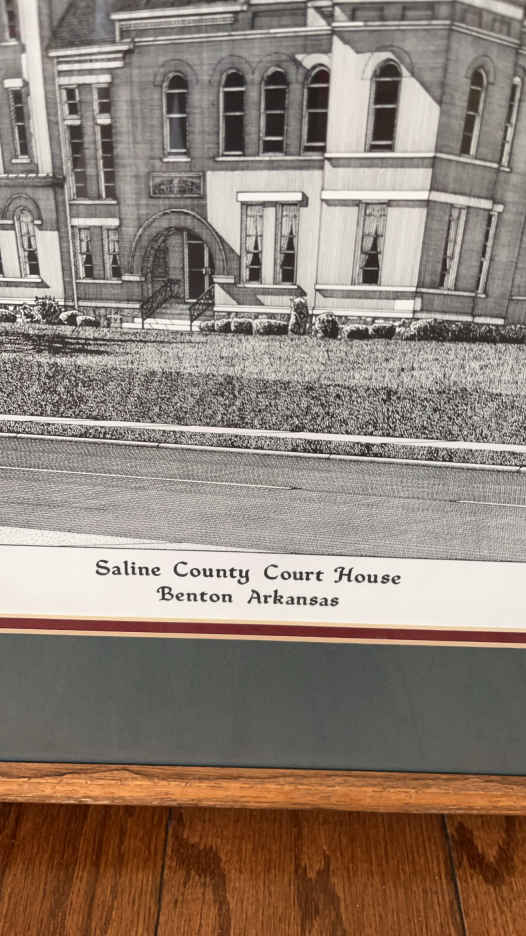 Saline County Court House
Benton Arkansas